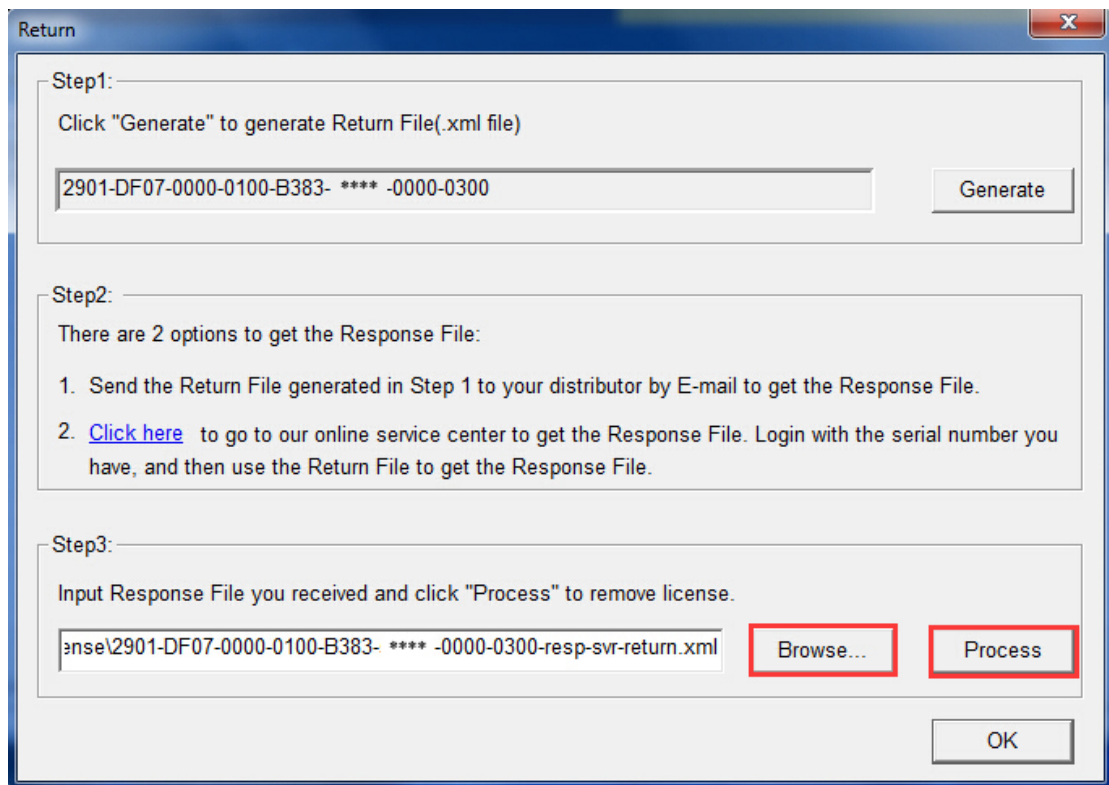 Return
X
Step1:
Click "Generate" to generate Return File(.xml file)
2901-DF07-0000-0100-B383- **** -0000-0300
Generate
Step2:
There are 2 options to get the Response File:
1. Send the Return File generated in Step 1 to your distributor by E-mail to get the Response File.
2. Click here to go to our online service center to get the Response File. Login with the serial number you
have, and then use the Return File to get the Response File.
Step3:
Input Response File you received and click "Process" to remove license.
ense\2901-DF07-0000-0100-B383- **** -0000-0300-resp-svr-return.xml
Browse...
Process
OK